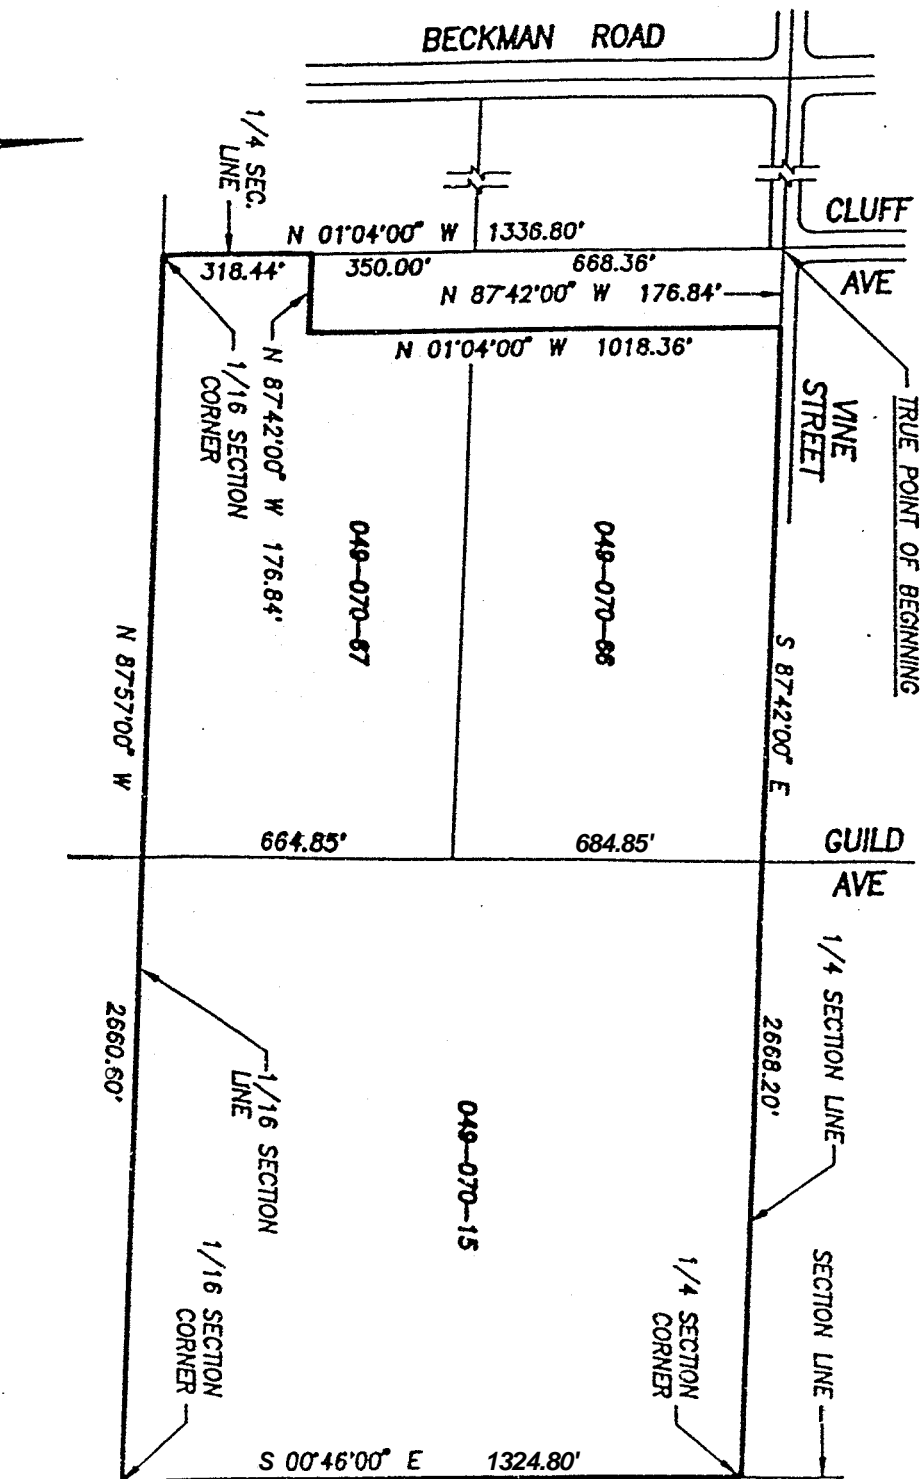 BECKMAN ROAD
CLUFF
AVE
1/4 SEC.
LINE
N 01°04'00" W 1336.80'
318.44'
350.00'
668.36'
N 87°42'00" W 176.84'
N 01°04'00" W 1018.36'
TRUE POINT OF BEGINNING
VINE
STREET
1/16 SECTION
CORNER
N 87°42'00" W 176.84'
049-070-67
049-070-66
N 87°57'00" W
S 87°42'00" E
664.85'
684.85'
GUILD
AVE
1/4 SECTION LINE
2668.20'
2660.60'
1/16 SECTION
LINE
049-070-15
1/16 SECTION
CORNER
1/4 SECTION
CORNER
SECTION LINE
S 00°46'00" E 1324.80'